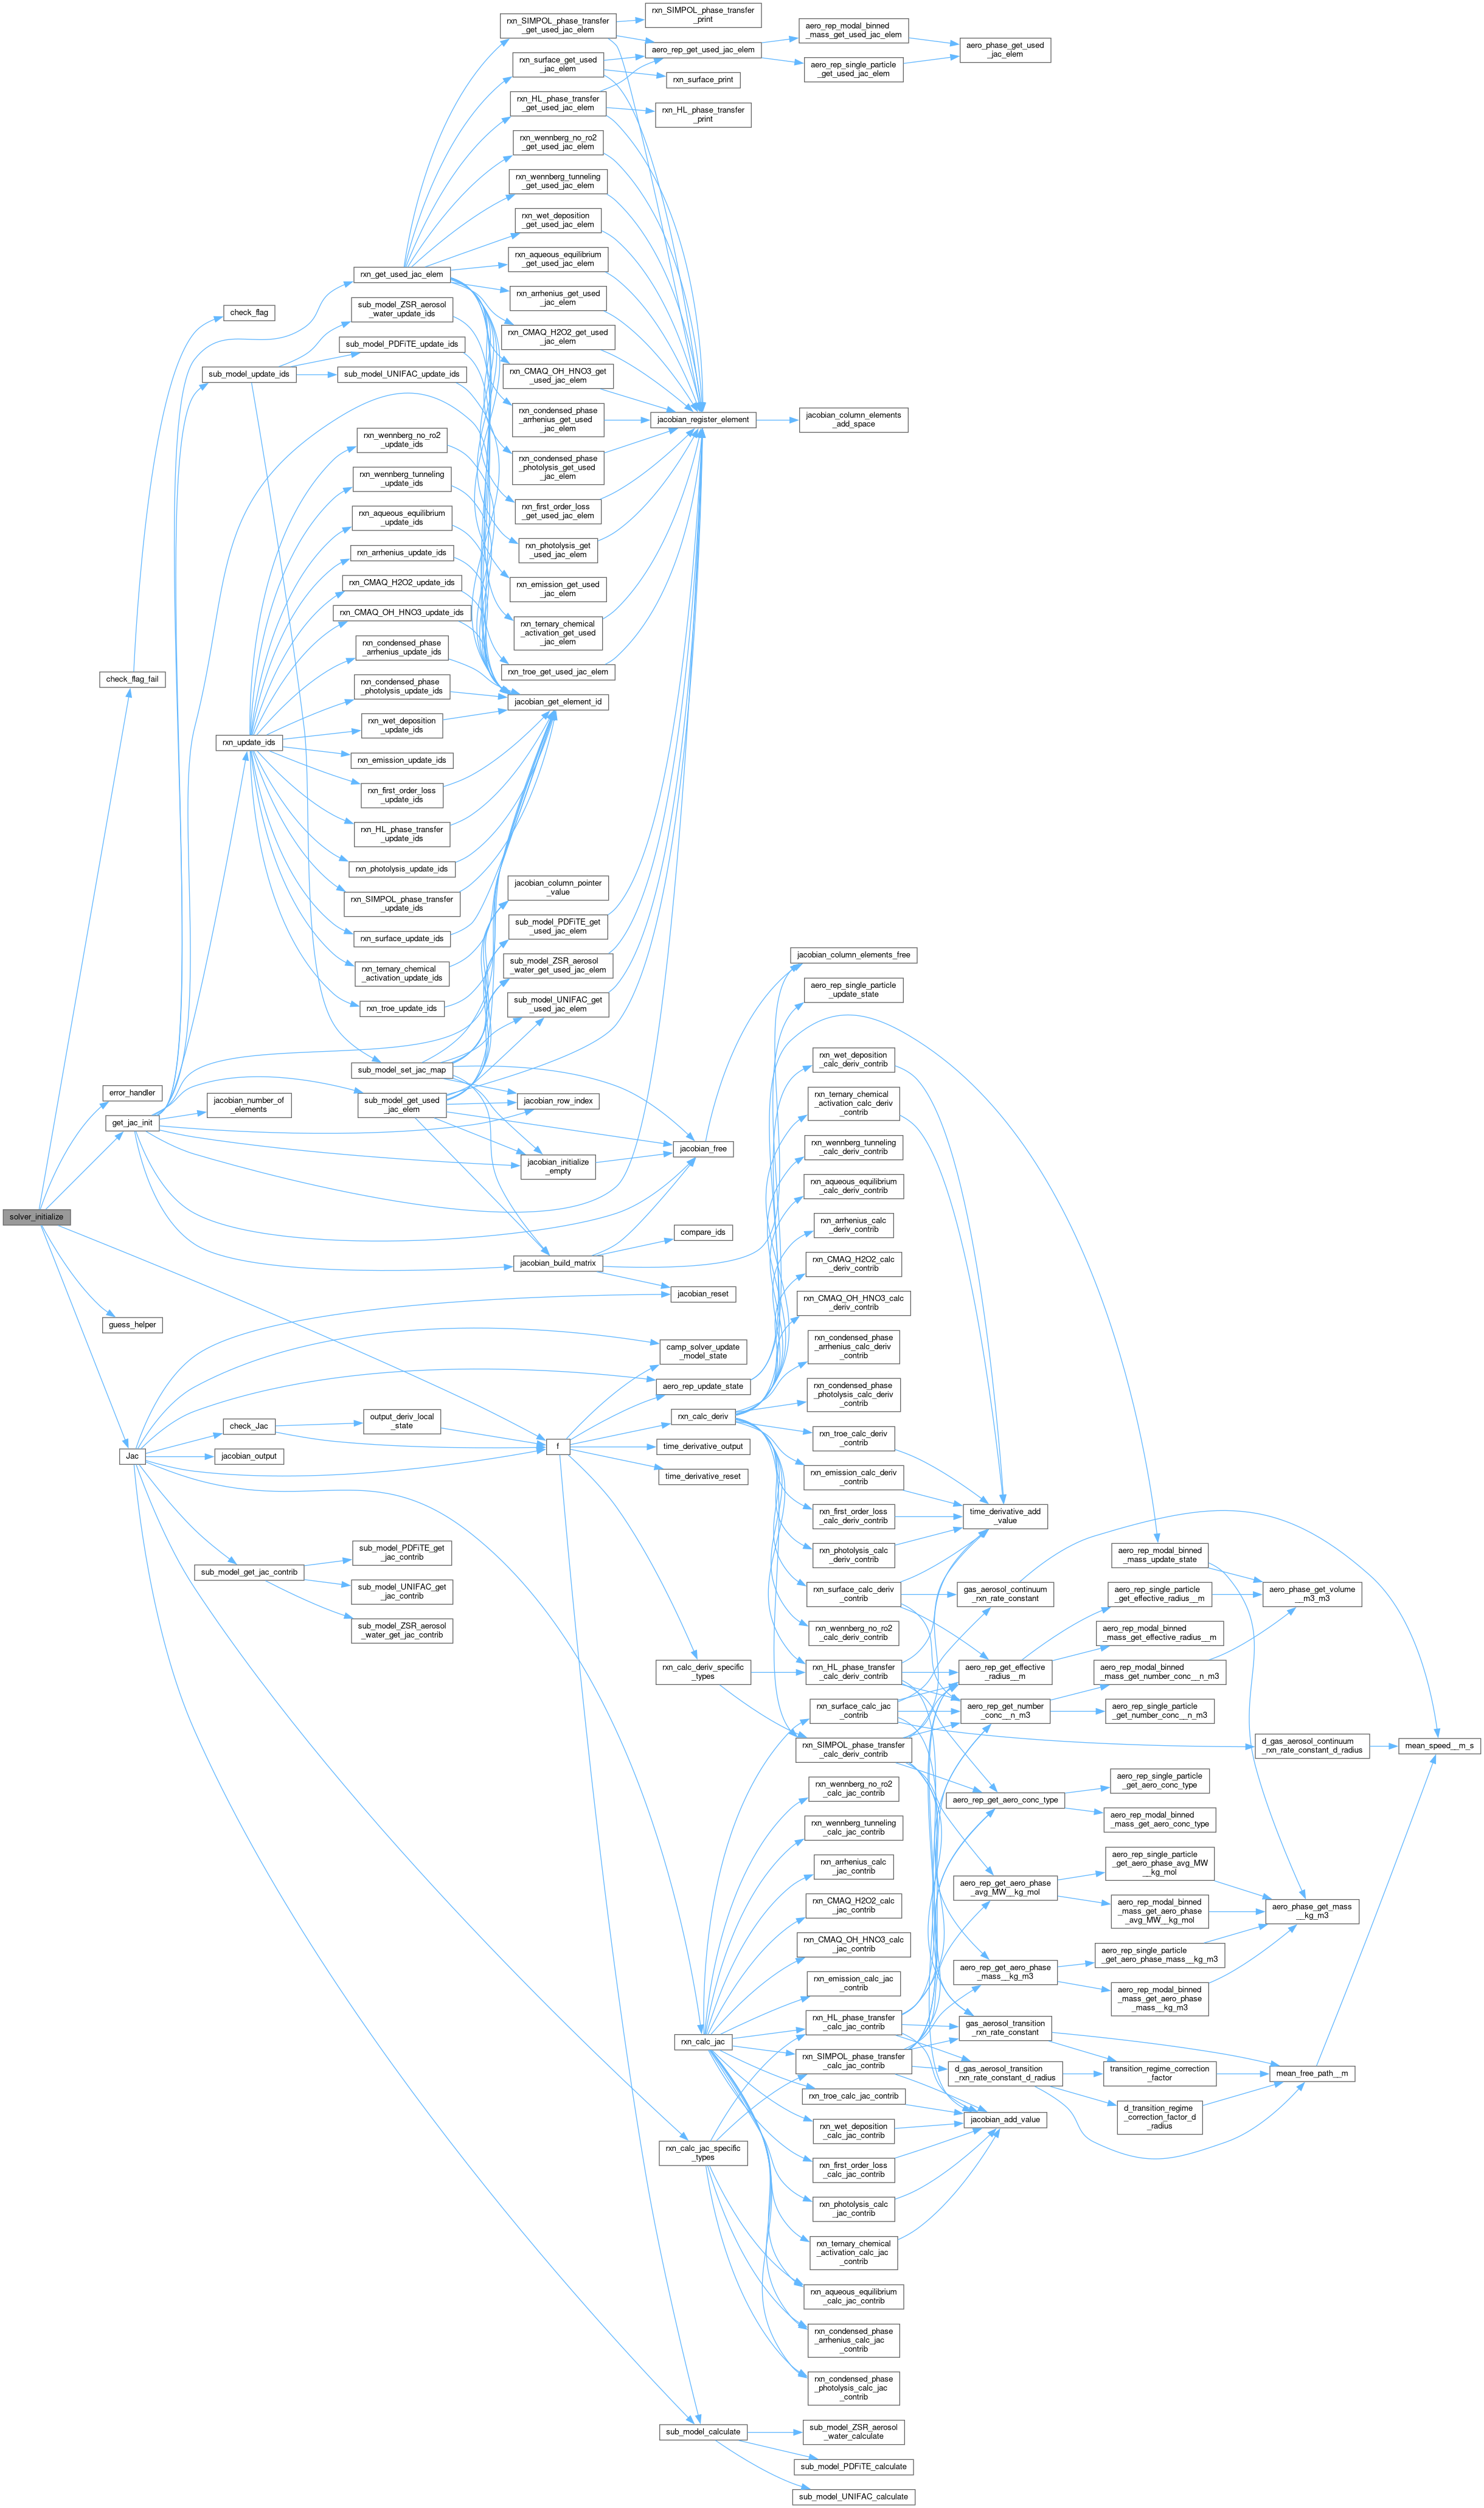 solver_initialize
check_flag_fail
error_handler
get_jac_init
guess_helper
Jac
check_flag
sub_model_update_ids
rxn_update_ids
jacobian_number_of
_elements
check_Jac
jacobian_output
sub_model_get_jac_contrib
rxn_get_used_jac_elem
sub_model_ZSR_aerosol
_water_update_ids
sub_model_PDFiTE_update_ids
sub_model_UNIFAC_update_ids
rxn_wennberg_no_ro2
_update_ids
rxn_wennberg_tunneling
_update_ids
rxn_aqueous_equilibrium
_update_ids
rxn_arrhenius_update_ids
rxn_CMAQ_H2O2_update_ids
rxn_CMAQ_OH_HNO3_update_ids
rxn_condensed_phase
_arrhenius_update_ids
rxn_condensed_phase
_photolysis_update_ids
rxn_wet_deposition
_update_ids
rxn_emission_update_ids
rxn_first_order_loss
_update_ids
rxn_HL_phase_transfer
_update_ids
rxn_photolysis_update_ids
rxn_SIMPOL_phase_transfer
_update_ids
rxn_surface_update_ids
rxn_ternary_chemical
_activation_update_ids
rxn_troe_update_ids
sub_model_set_jac_map
sub_model_get_used
_jac_elem
output_deriv_local
_state
sub_model_PDFiTE_get
_jac_contrib
sub_model_UNIFAC_get
_jac_contrib
sub_model_ZSR_aerosol
_water_get_jac_contrib
rxn_SIMPOL_phase_transfer
_get_used_jac_elem
rxn_surface_get_used
_jac_elem
rxn_HL_phase_transfer
_get_used_jac_elem
rxn_wennberg_no_ro2
_get_used_jac_elem
rxn_wennberg_tunneling
_get_used_jac_elem
rxn_wet_deposition
_get_used_jac_elem
rxn_aqueous_equilibrium
_get_used_jac_elem
rxn_arrhenius_get_used
_jac_elem
rxn_CMAQ_H2O2_get_used
_jac_elem
rxn_CMAQ_OH_HNO3_get
_used_jac_elem
rxn_condensed_phase
_arrhenius_get_used
_jac_elem
rxn_condensed_phase
_photolysis_get_used
_jac_elem
rxn_first_order_loss
_get_used_jac_elem
rxn_photolysis_get
_used_jac_elem
rxn_emission_get_used
_jac_elem
rxn_ternary_chemical
_activation_get_used
_jac_elem
rxn_troe_get_used_jac_elem
jacobian_get_element_id
jacobian_column_pointer
_value
sub_model_PDFiTE_get
_used_jac_elem
sub_model_ZSR_aerosol
_water_get_used_jac_elem
sub_model_UNIFAC_get
_used_jac_elem
jacobian_row_index
jacobian_initialize
_empty
jacobian_build_matrix
f
rxn_SIMPOL_phase_transfer
_print
aero_rep_get_used_jac_elem
rxn_surface_print
rxn_HL_phase_transfer
_print
jacobian_register_element
jacobian_free
compare_ids
jacobian_reset
camp_solver_update
_model_state
aero_rep_update_state
rxn_calc_deriv
time_derivative_output
time_derivative_reset
rxn_calc_deriv_specific
_types
rxn_calc_jac
rxn_calc_jac_specific
_types
sub_model_calculate
aero_rep_modal_binned
_mass_get_used_jac_elem
aero_rep_single_particle
_get_used_jac_elem
jacobian_column_elements
_add_space
jacobian_column_elements_free
aero_rep_single_particle
_update_state
rxn_wet_deposition
_calc_deriv_contrib
rxn_ternary_chemical
_activation_calc_deriv
_contrib
rxn_wennberg_tunneling
_calc_deriv_contrib
rxn_aqueous_equilibrium
_calc_deriv_contrib
rxn_arrhenius_calc
_deriv_contrib
rxn_CMAQ_H2O2_calc
_deriv_contrib
rxn_CMAQ_OH_HNO3_calc
_deriv_contrib
rxn_condensed_phase
_arrhenius_calc_deriv
_contrib
rxn_condensed_phase
_photolysis_calc_deriv
_contrib
rxn_troe_calc_deriv
_contrib
rxn_emission_calc_deriv
_contrib
rxn_first_order_loss
_calc_deriv_contrib
rxn_photolysis_calc
_deriv_contrib
rxn_surface_calc_deriv
_contrib
rxn_wennberg_no_ro2
_calc_deriv_contrib
rxn_HL_phase_transfer
_calc_deriv_contrib
rxn_surface_calc_jac
_contrib
rxn_SIMPOL_phase_transfer
_calc_deriv_contrib
rxn_wennberg_no_ro2
_calc_jac_contrib
rxn_wennberg_tunneling
_calc_jac_contrib
rxn_arrhenius_calc
_jac_contrib
rxn_CMAQ_H2O2_calc
_jac_contrib
rxn_CMAQ_OH_HNO3_calc
_jac_contrib
rxn_emission_calc_jac
_contrib
rxn_HL_phase_transfer
_calc_jac_contrib
rxn_SIMPOL_phase_transfer
_calc_jac_contrib
rxn_troe_calc_jac_contrib
rxn_wet_deposition
_calc_jac_contrib
rxn_first_order_loss
_calc_jac_contrib
rxn_photolysis_calc
_jac_contrib
rxn_ternary_chemical
_activation_calc_jac
_contrib
rxn_aqueous_equilibrium
_calc_jac_contrib
rxn_condensed_phase
_arrhenius_calc_jac
_contrib
rxn_condensed_phase
_photolysis_calc_jac
_contrib
sub_model_ZSR_aerosol
_water_calculate
sub_model_PDFiTE_calculate
sub_model_UNIFAC_calculate
aero_phase_get_used
_jac_elem
time_derivative_add
_value
gas_aerosol_continuum
_rxn_rate_constant
aero_rep_get_effective
_radius__m
aero_rep_get_number
_conc__n_m3
aero_rep_get_aero_conc_type
aero_rep_get_aero_phase
_avg_MW__kg_mol
aero_rep_get_aero_phase
_mass__kg_m3
gas_aerosol_transition
_rxn_rate_constant
d_gas_aerosol_transition
_rxn_rate_constant_d_radius
jacobian_add_value
aero_rep_modal_binned
_mass_update_state
aero_rep_single_particle
_get_effective_radius__m
aero_rep_modal_binned
_mass_get_effective_radius__m
aero_rep_modal_binned
_mass_get_number_conc__n_m3
aero_rep_single_particle
_get_number_conc__n_m3
aero_rep_single_particle
_get_aero_conc_type
aero_rep_modal_binned
_mass_get_aero_conc_type
aero_rep_single_particle
_get_aero_phase_avg_MW
__kg_mol
aero_rep_modal_binned
_mass_get_aero_phase
_avg_MW__kg_mol
aero_rep_single_particle
_get_aero_phase_mass__kg_m3
aero_rep_modal_binned
_mass_get_aero_phase
_mass__kg_m3
transition_regime_correction
_factor
d_transition_regime
_correction_factor_d
_radius
aero_phase_get_volume
__m3_m3
d_gas_aerosol_continuum
_rxn_rate_constant_d_radius
aero_phase_get_mass
__kg_m3
mean_free_path__m
mean_speed__m_s